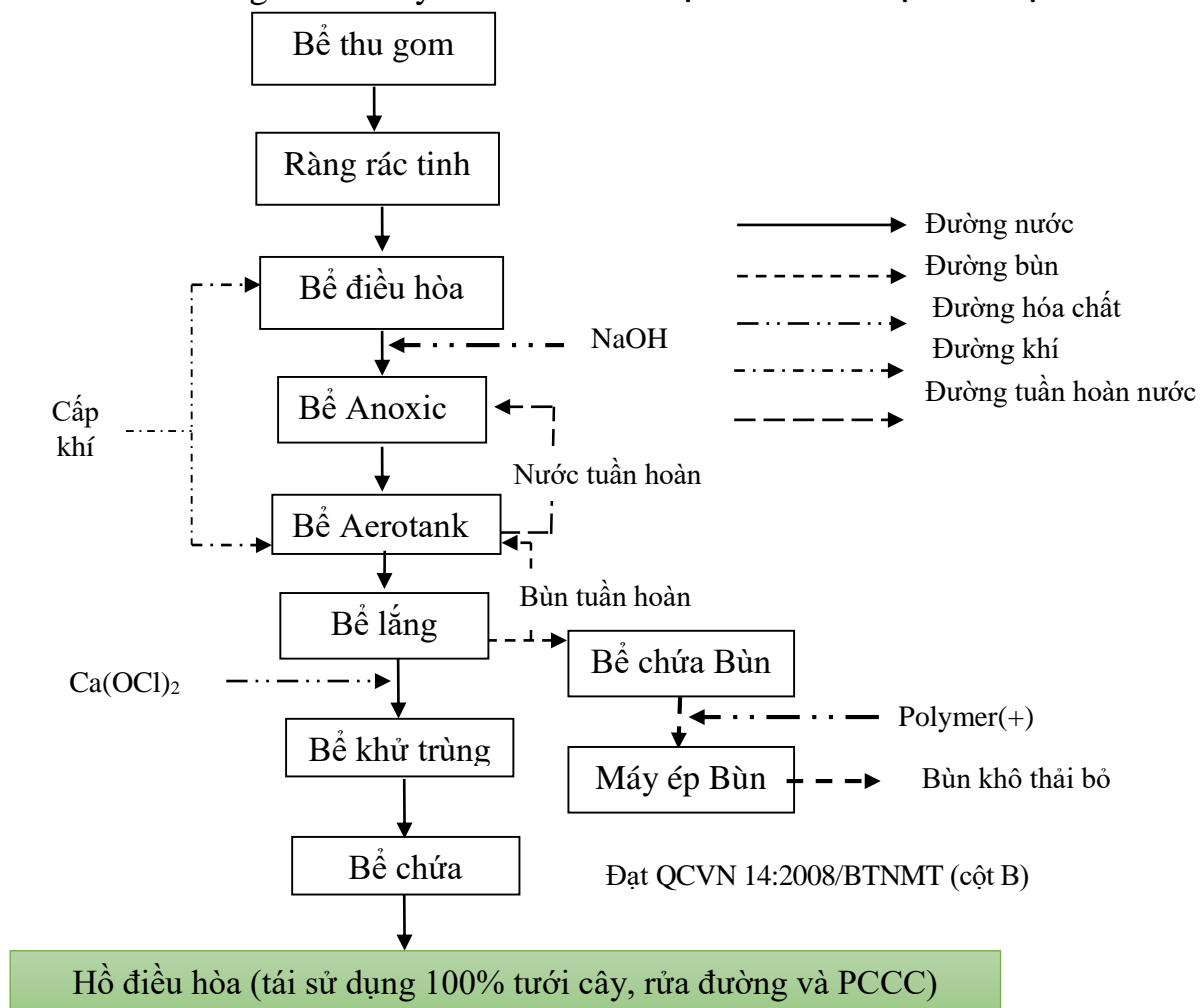 Bể thu gom
Ràng rác tinh
Đường nước
Đường bùn
Bể điều hòa
Đường hóa chất
NaOH
Đường khí
Đường tuần hoàn nước
Cấp
khí
Bể Anoxic
Nước tuần hoàn
Bể Aerotank
Bùn tuần hoàn
Bể lắng
Bể chứa Bùn
Ca(OCl)₂
Polymer(+)
Bể khử trùng
Máy ép Bùn
Bùn khô thải bỏ
Bể chứa
Đạt QCVN 14:2008/BTNMT (cột B)
Hồ điều hòa (tái sử dụng 100% tưới cây, rửa đường và PCCC)